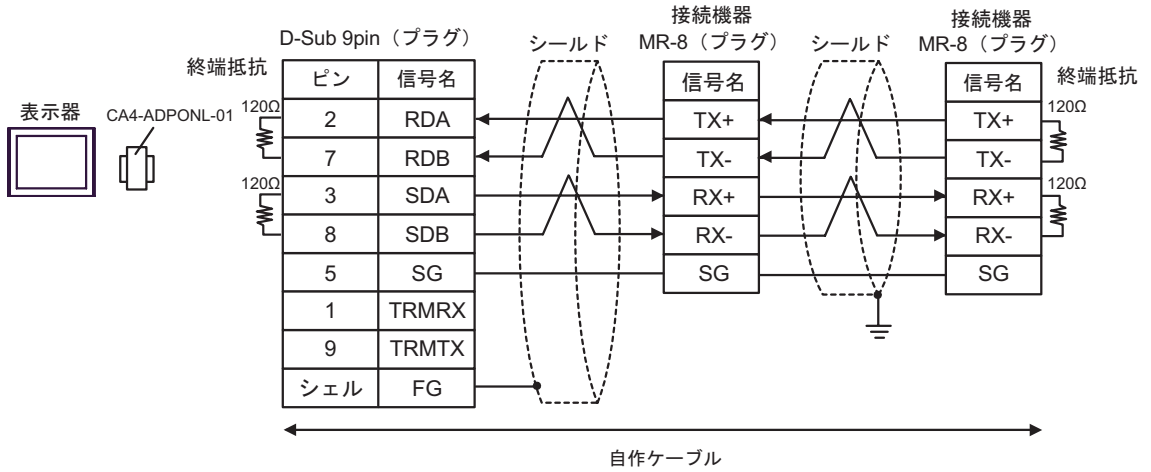 接続機器
MR-8（プラグ）
接続機器
MR-8（プラグ）
D-Sub 9pin（プラグ）
シールド
シールド
終端抵抗
ピン 信号名
信号名
信号名
終端抵抗
表示器
CA4-ADPONL-01
120Ω
2 RDA
TX+
TX+
120Ω
7 RDB
TX-
TX-
120Ω
3 SDA
RX+
RX+
120Ω
8 SDB
RX-
RX-
5 SG
SG
SG
1 TRMRX
9 TRMTX
シェル FG
自作ケーブル